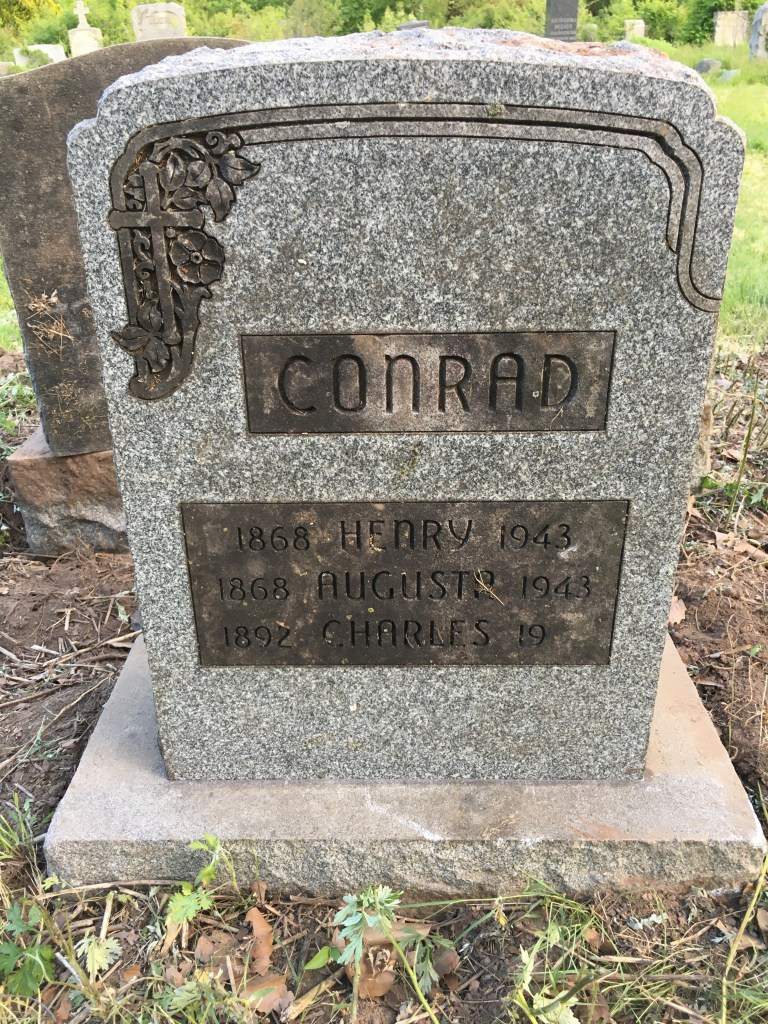 CONRAD
1868 HENRY 1943
1868 AUGUSTA 1943
1892 CHARLES 19